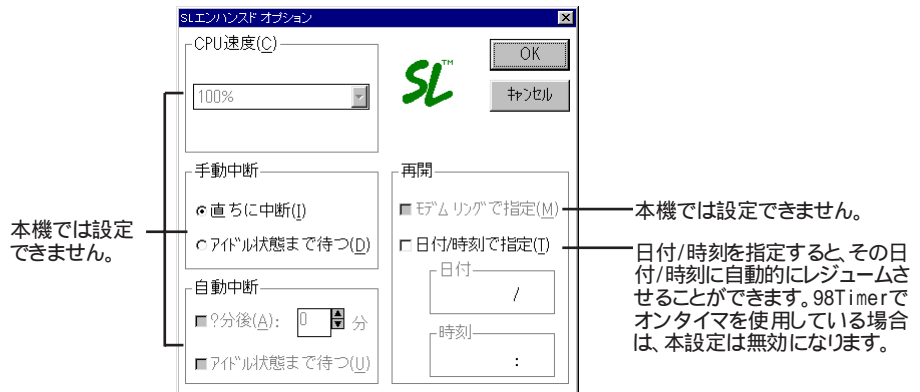 SLエンハンスド オプション
CPU速度(C)
100%
SL™
OK
キャンセル
手動中断
直ちに中断(I)
アイドル状態まで待つ(D)
自動中断
?分後(A): 0 分
アイドル状態まで待つ(U)
再開
モデム リングで指定(M)
日付/時刻で指定(T)
日付
/
時刻
:
本機では設定
できません。
本機では設定できません。
日付/時刻を指定すると、その日
付/時刻に自動的にレジュームさ
せることができます。98Timerで
オンタイマを使用している場合
は、本設定は無効になります。